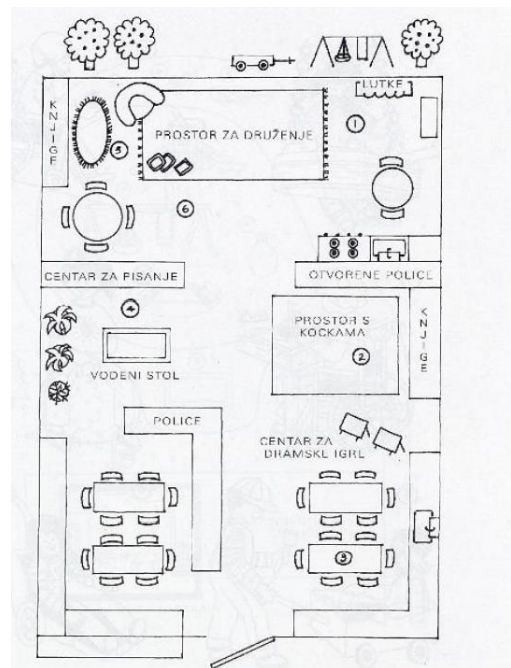 LUTKE
KNJIGE
PROSTOR ZA DRUŽENJE
1
5
6
CENTAR ZA PISANJE
OTVORENE POLICE
4
PROSTOR S
KOCKAMA
2
KNJIGE
VODENI STOL
POLICE
CENTAR ZA
DRAMSKE IGRE
3